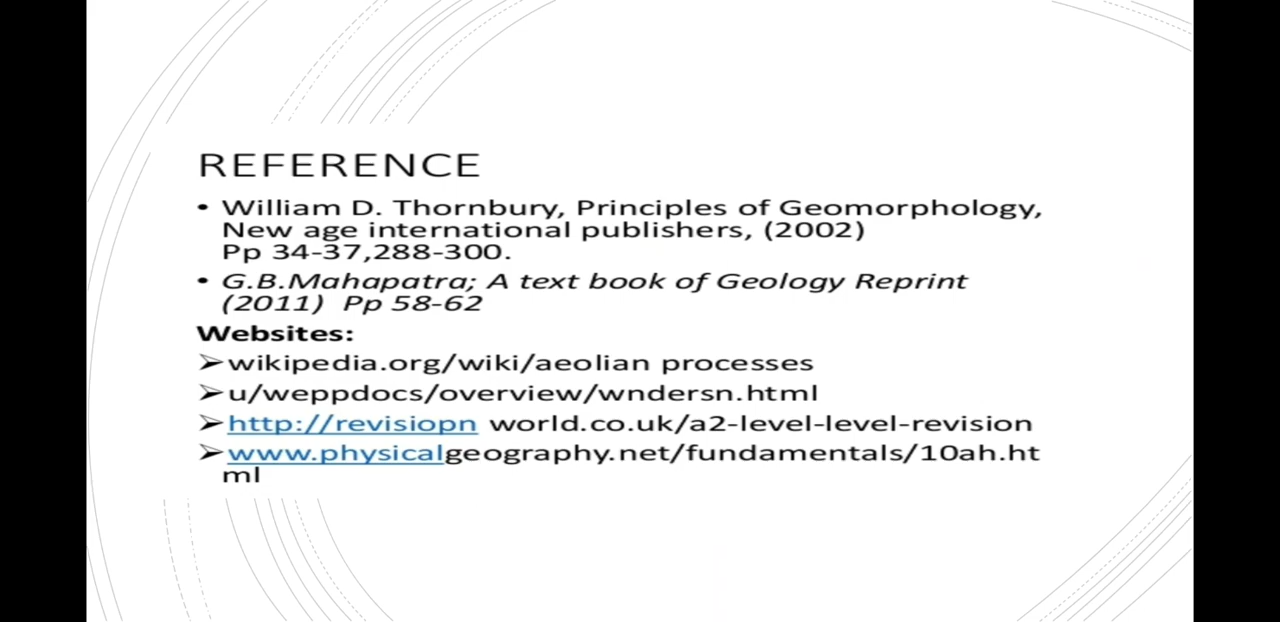 REFERENCE
• William D. Thornbury, Principles of Geomorphology,
New age international publishers, (2002)
Pp 34-37,288-300.
• G.B.Mahapatra; A text book of Geology Reprint
(2011) Pp 58-62
Websites:
➢wikipedia.org/wiki/aeolian processes
➢u/weppdocs/overview/wndersn.html
➢http://revisiopn world.co.uk/a2-level-level-revision
➢www.physicalgeography.net/fundamentals/10ah.ht
ml